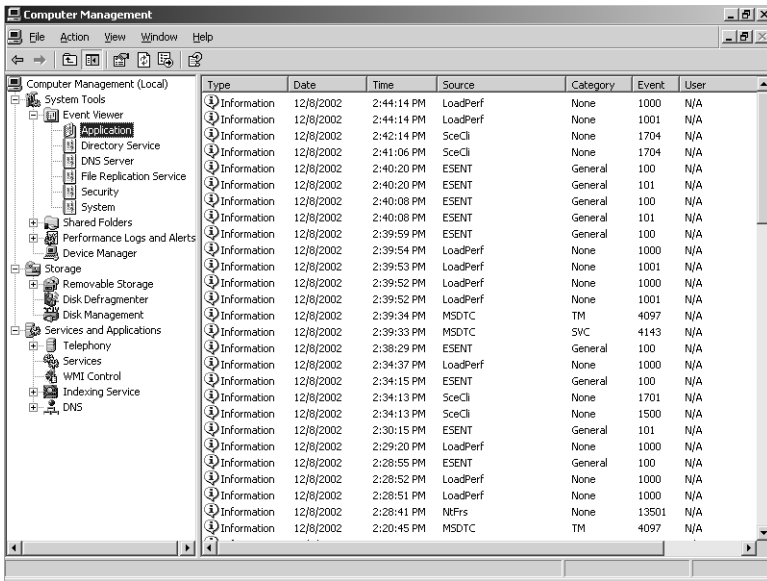 Computer Management
File Action View Window Help
Computer Management (Local)
System Tools
Event Viewer
Application
Directory Service
DNS Server
File Replication Service
Security
System
Shared Folders
Performance Logs and Alerts
Device Manager
Storage
Removable Storage
Disk Defragmenter
Disk Management
Services and Applications
Telephony
Services
WMI Control
Indexing Service
DNS
Type Date Time Source Category Event User
Information 12/8/2002 2:44:14 PM LoadPerf None 1000 N/A
Information 12/8/2002 2:44:14 PM LoadPerf None 1001 N/A
Information 12/8/2002 2:42:14 PM SceCli None 1704 N/A
Information 12/8/2002 2:41:06 PM SceCli None 1704 N/A
Information 12/8/2002 2:40:20 PM ESENT General 100 N/A
Information 12/8/2002 2:40:20 PM ESENT General 101 N/A
Information 12/8/2002 2:40:08 PM ESENT General 100 N/A
Information 12/8/2002 2:40:08 PM ESENT General 101 N/A
Information 12/8/2002 2:39:59 PM ESENT General 100 N/A
Information 12/8/2002 2:39:54 PM LoadPerf None 1000 N/A
Information 12/8/2002 2:39:53 PM LoadPerf None 1001 N/A
Information 12/8/2002 2:39:52 PM LoadPerf None 1000 N/A
Information 12/8/2002 2:39:52 PM LoadPerf None 1001 N/A
Information 12/8/2002 2:39:34 PM MSDTC TM 4097 N/A
Information 12/8/2002 2:39:33 PM MSDTC SVC 4143 N/A
Information 12/8/2002 2:38:29 PM ESENT General 100 N/A
Information 12/8/2002 2:34:37 PM LoadPerf None 1000 N/A
Information 12/8/2002 2:34:15 PM ESENT General 100 N/A
Information 12/8/2002 2:34:13 PM SceCli None 1701 N/A
Information 12/8/2002 2:34:13 PM SceCli None 1500 N/A
Information 12/8/2002 2:30:15 PM ESENT General 101 N/A
Information 12/8/2002 2:29:20 PM LoadPerf None 1000 N/A
Information 12/8/2002 2:28:55 PM ESENT General 100 N/A
Information 12/8/2002 2:28:52 PM LoadPerf None 1000 N/A
Information 12/8/2002 2:28:51 PM LoadPerf None 1000 N/A
Information 12/8/2002 2:28:41 PM NtFrs None 13501 N/A
Information 12/8/2002 2:20:45 PM MSDTC TM 4097 N/A